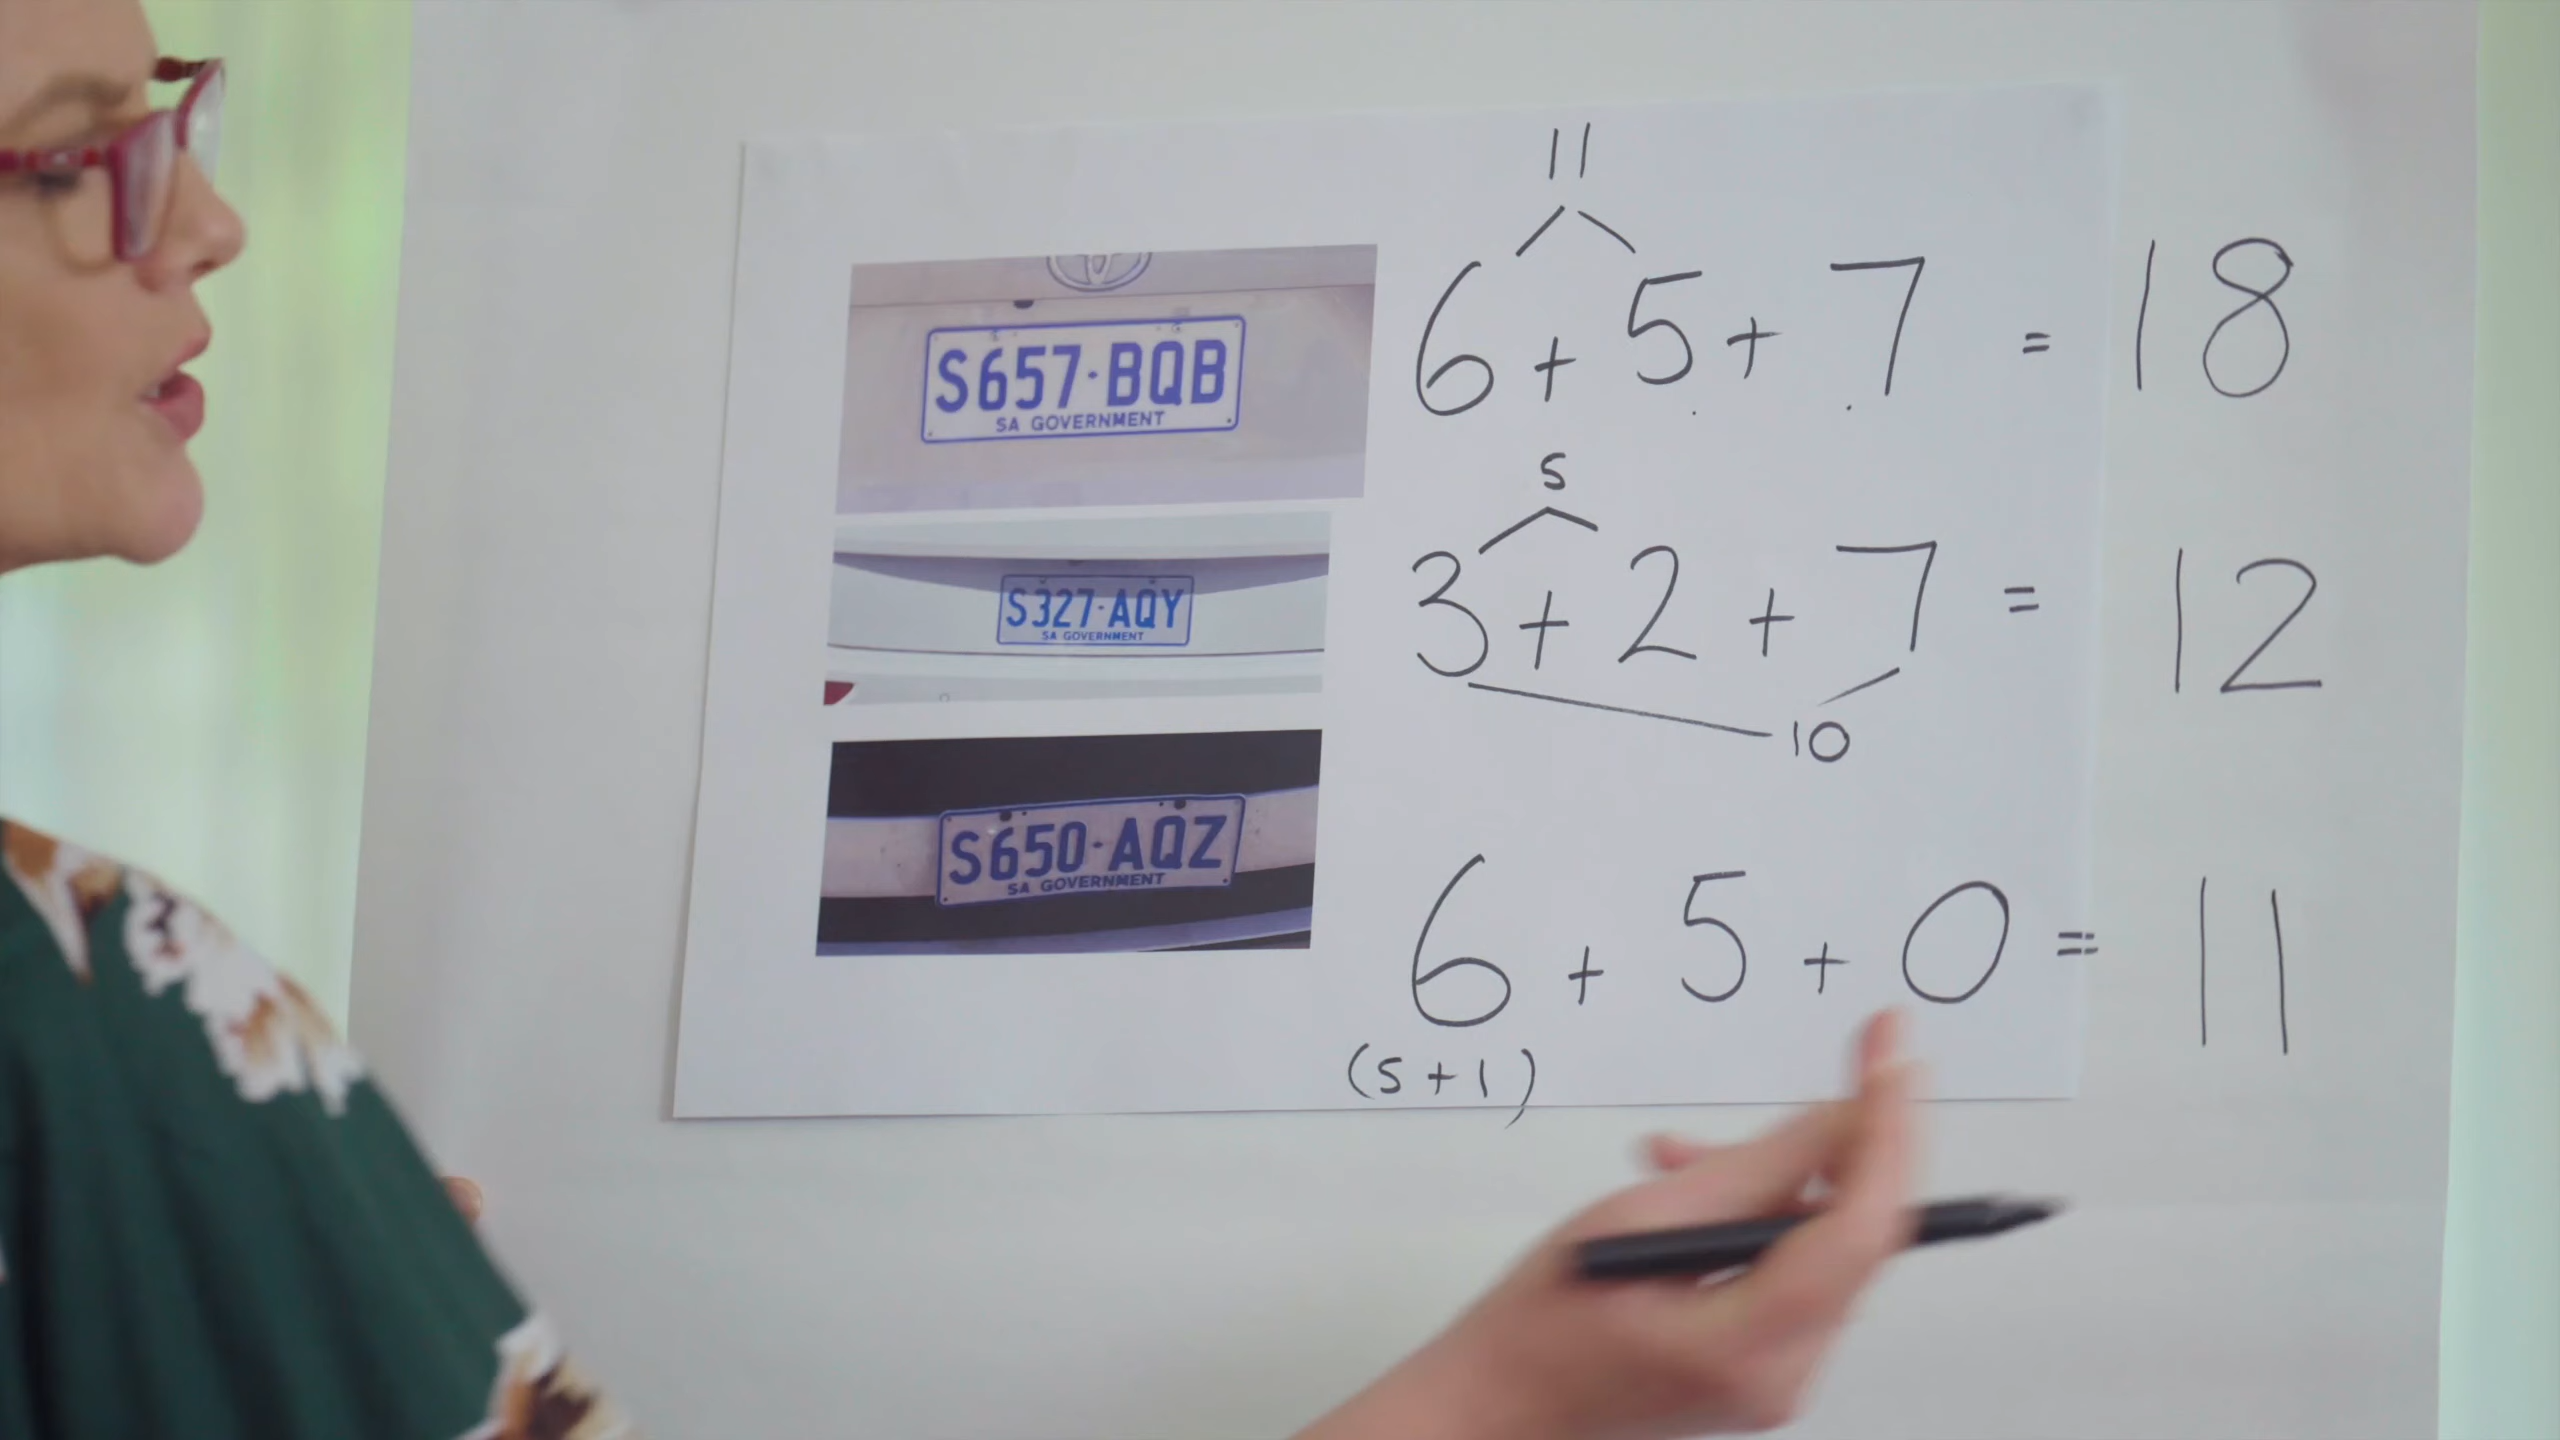 11
S657·BQB
SA GOVERNMENT
6 + 5 + 7 = 18
5
S327·AQY
SA GOVERNMENT
3 + 2 + 7 = 12
10
S650·AQZ
SA GOVERNMENT
6 + 5 + 0 = 11
(5 + 1)